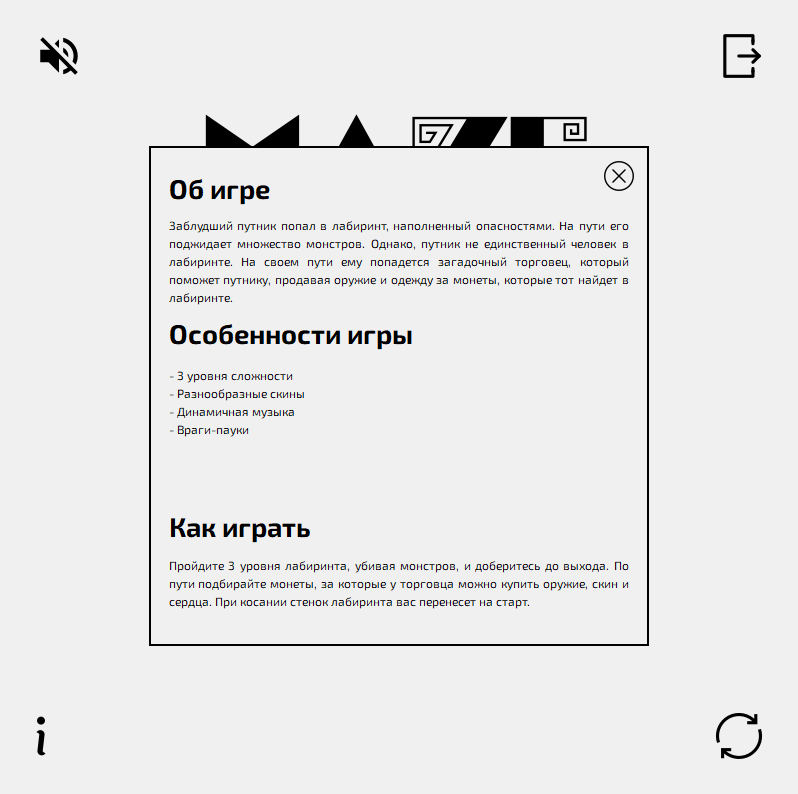 Об игре
Заблудший путник попал в лабиринт, наполненный опасностями. На пути его
поджидает множество монстров. Однако, путник не единственный человек в
лабиринте. На своем пути ему попадется загадочный торговец, который
поможет путнику, продавая оружие и одежду за монеты, которые тот найдет в
лабиринте.
Особенности игры
- 3 уровня сложности
- Разнообразные скины
- Динамичная музыка
- Враги-пауки
Как играть
Пройдите 3 уровня лабиринта, убивая монстров, и доберитесь до выхода. По
пути подбирайте монеты, за которые у торговца можно купить оружие, скин и
сердца. При косании стенок лабиринта вас перенесет на старт.